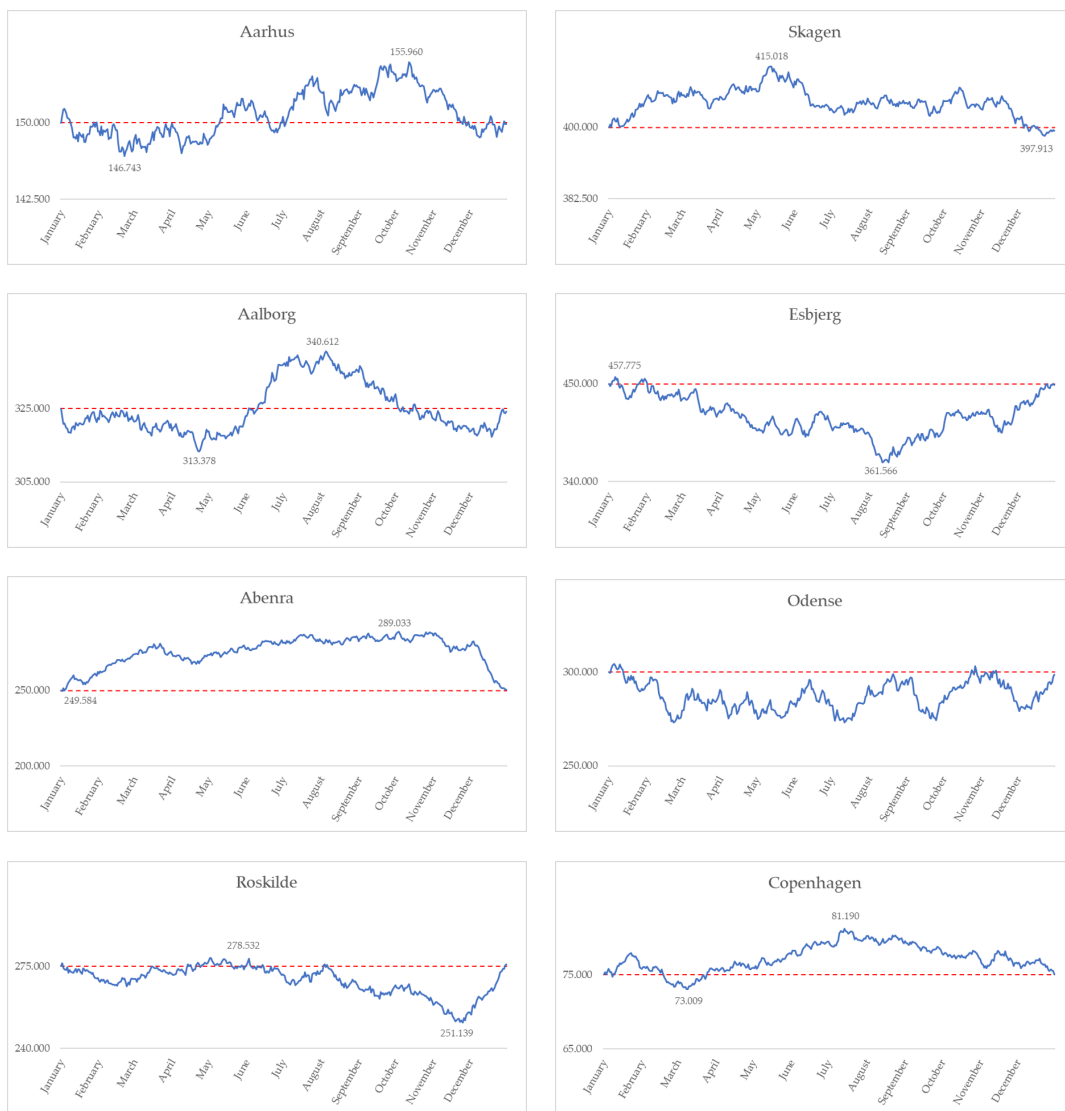 Aarhus
155.960
150.000
146.743
142.500
January
February
March
April
May
June
July
August
September
October
November
December
Skagen
415.018
400.000
397.913
382.500
January
February
March
April
May
June
July
August
September
October
November
December
Aalborg
340.612
325.000
313.378
305.000
January
February
March
April
May
June
July
August
September
October
November
December
Esbjerg
457.775
450.000
361.566
340.000
January
February
March
April
May
June
July
August
September
October
November
December
Abenra
289.033
250.000
249.584
200.000
January
February
March
April
May
June
July
August
September
October
November
December
Odense
300.000
250.000
January
February
March
April
May
June
July
August
September
October
November
December
Roskilde
278.532
275.000
251.139
240.000
January
February
March
April
May
June
July
August
September
October
November
December
Copenhagen
81.190
75.000
73.009
65.000
January
February
March
April
May
June
July
August
September
October
November
December